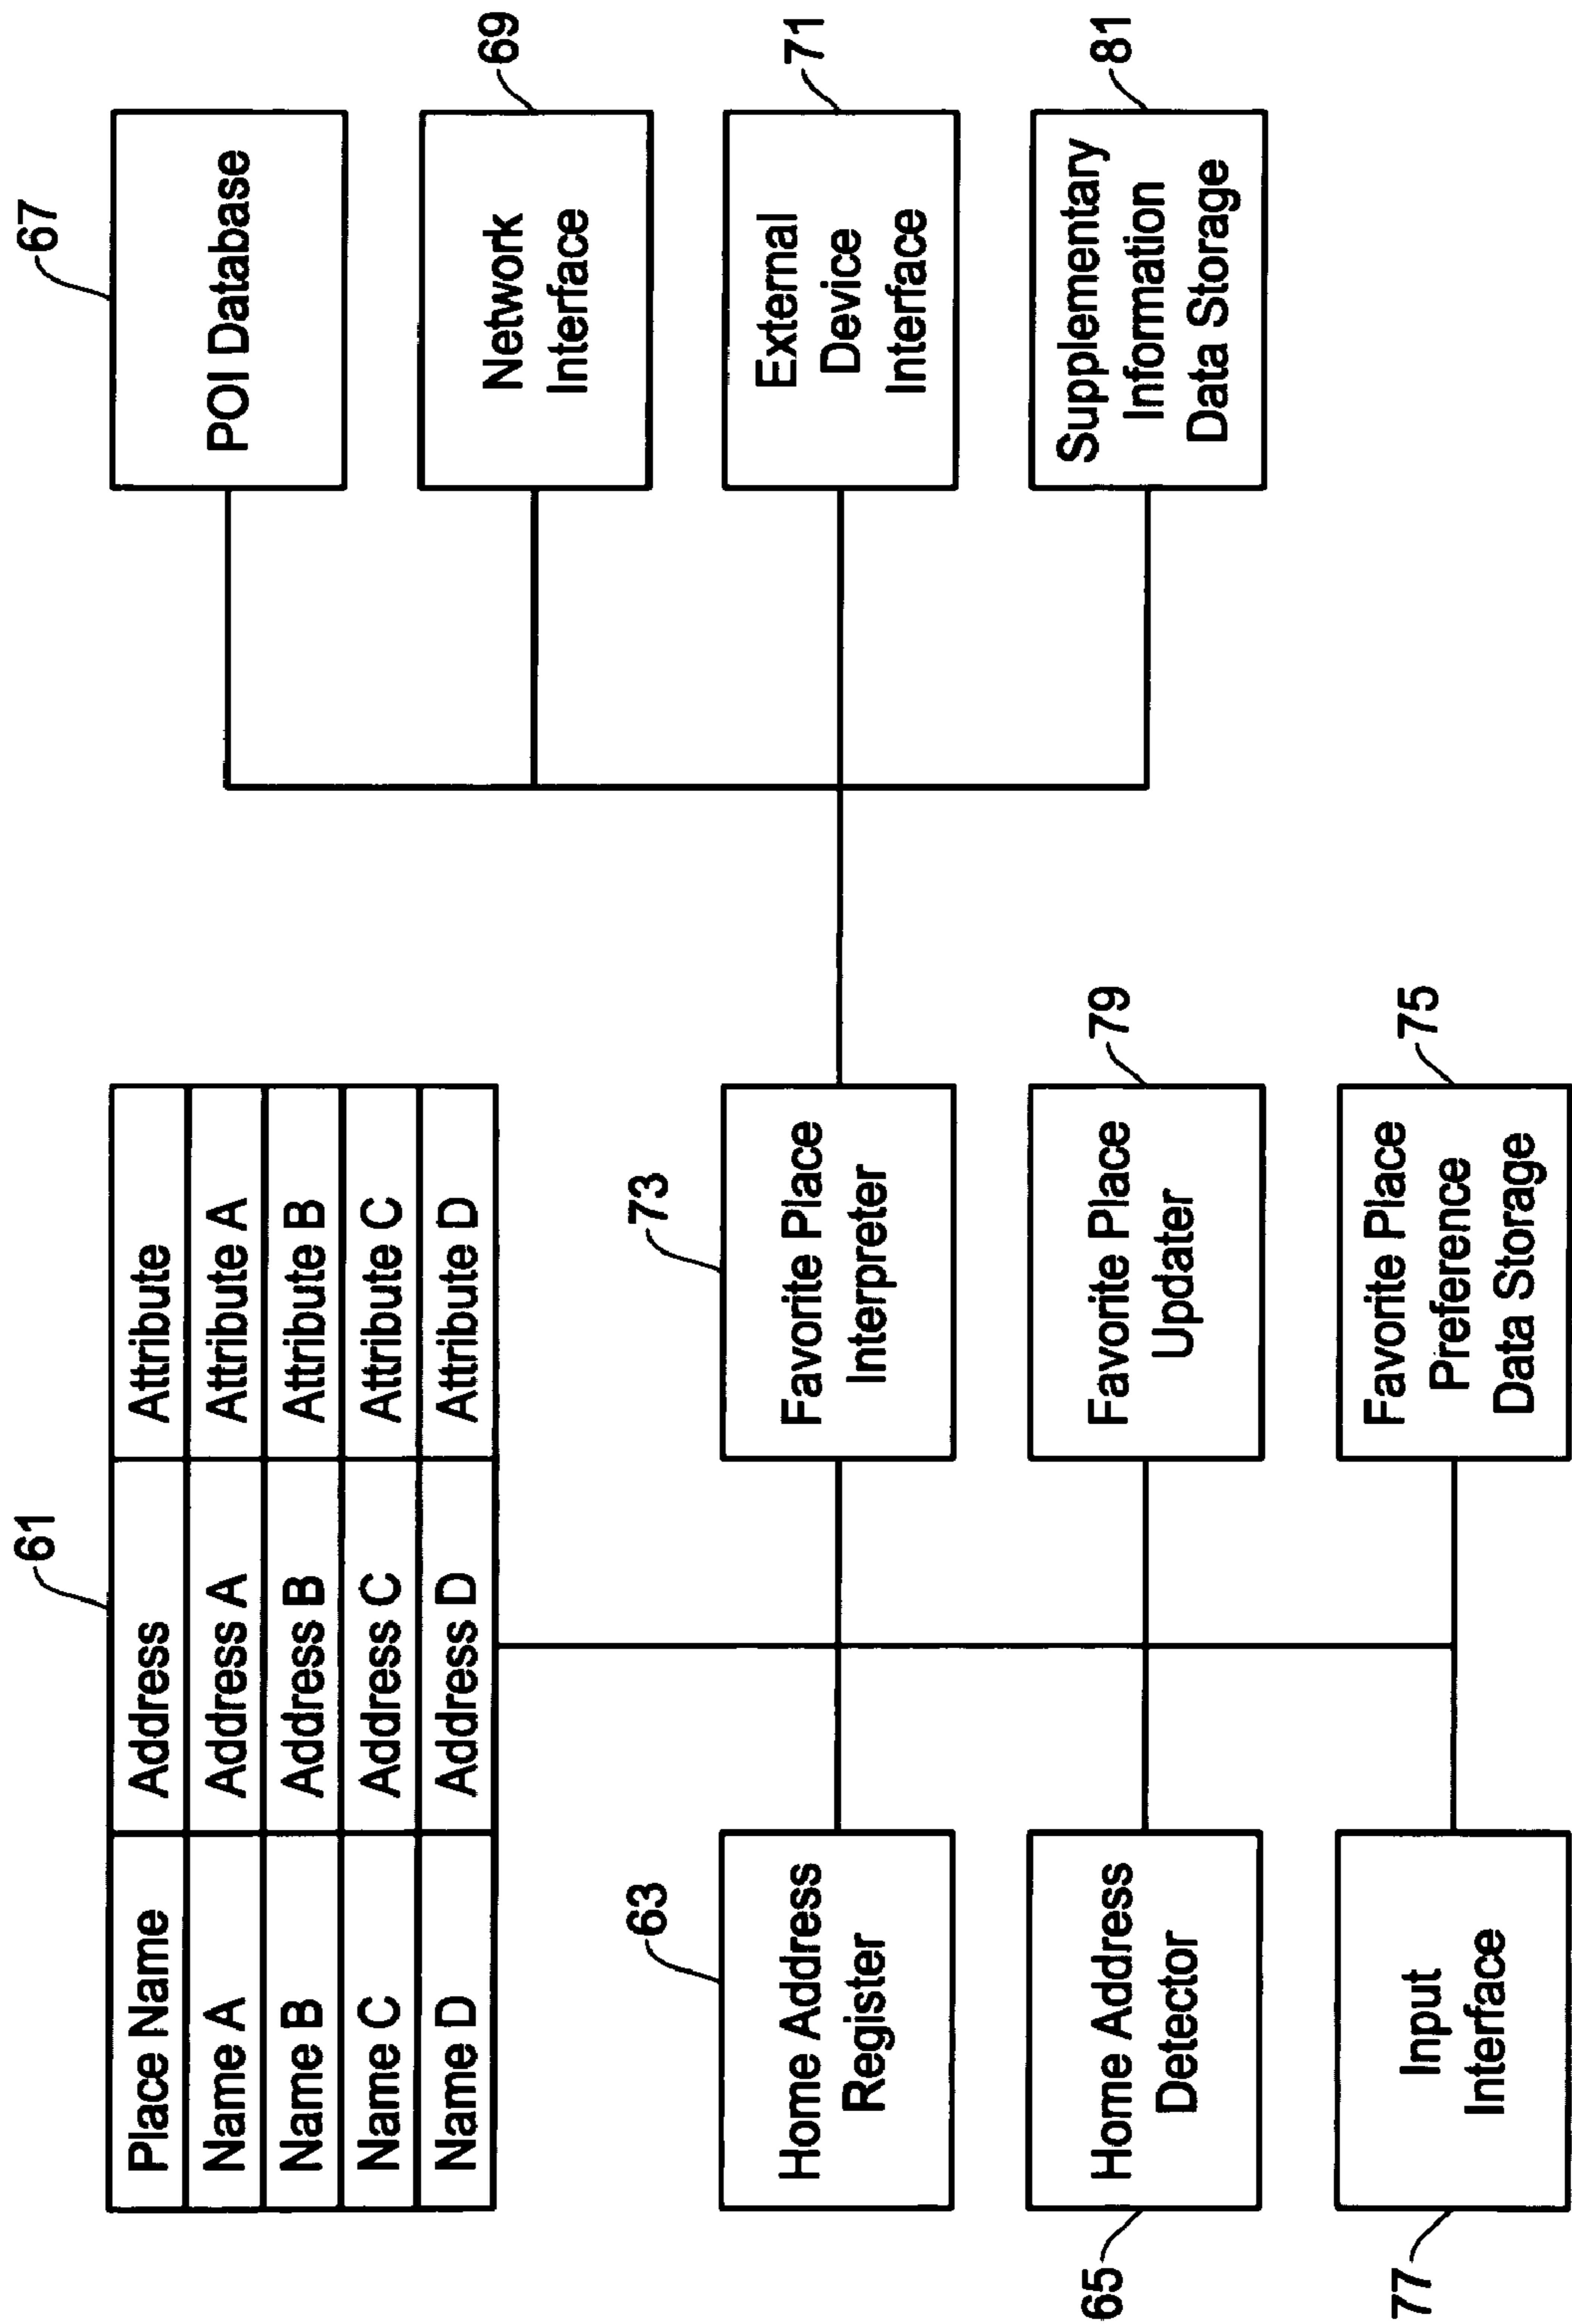 61
Place Name Address Attribute
Name A Address A Attribute A
Name B Address B Attribute B
Name C Address C Attribute C
Name D Address D Attribute D
67
POI Database
69
Network
Interface
71
External
Device
Interface
81
Supplementary
Information
Data Storage
63
Home Address
Register
73
Favorite Place
Interpreter
65
Home Address
Detector
79
Favorite Place
Updater
77
Input
Interface
75
Favorite Place
Preference
Data Storage